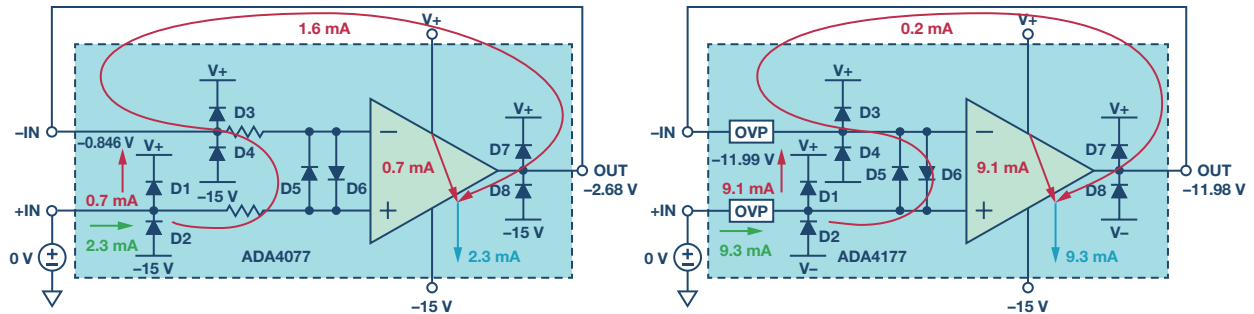 1.6 mA
V+
V+
D3
V+
–IN
–0.846 V
D4
D7
V+
D1
–15 V
D5
D6
0.7 mA
OUT
–2.68 V
0.7 mA
D8
+IN
2.3 mA
D2
–15 V
0 V
–15 V
ADA4077
2.3 mA
–15 V
0.2 mA
V+
V+
D3
V+
–IN
OVP
–11.99 V
D4
D7
V+
D1
D5
D6
9.1 mA
OUT
–11.98 V
9.1 mA
D8
+IN
OVP
9.3 mA
D2
V–
0 V
V–
ADA4177
9.3 mA
–15 V